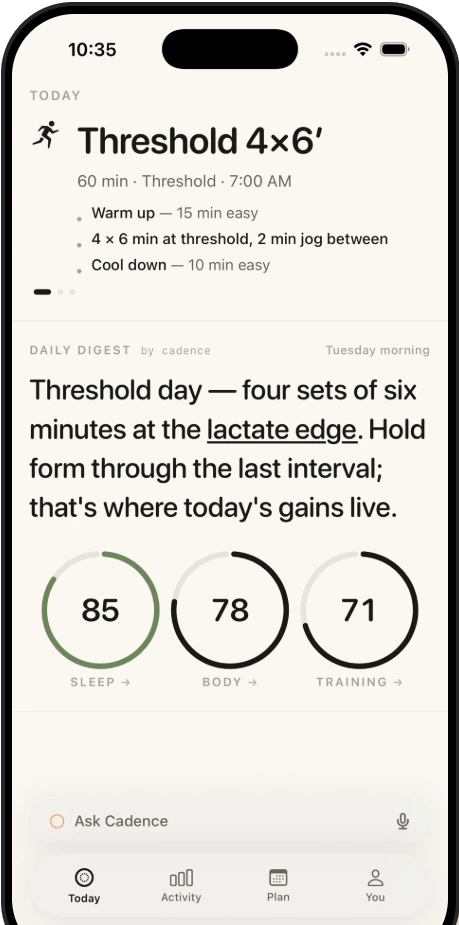 10:35
TODAY
Threshold 4×6′
60 min · Threshold · 7:00 AM
Warm up — 15 min easy
4 × 6 min at threshold, 2 min jog between
Cool down — 10 min easy
DAILY DIGEST by cadence Tuesday morning
Threshold day — four sets of six
minutes at the lactate edge. Hold
form through the last interval;
that's where today's gains live.
85 78 71
SLEEP → BODY → TRAINING →
Ask Cadence
Today Activity Plan You